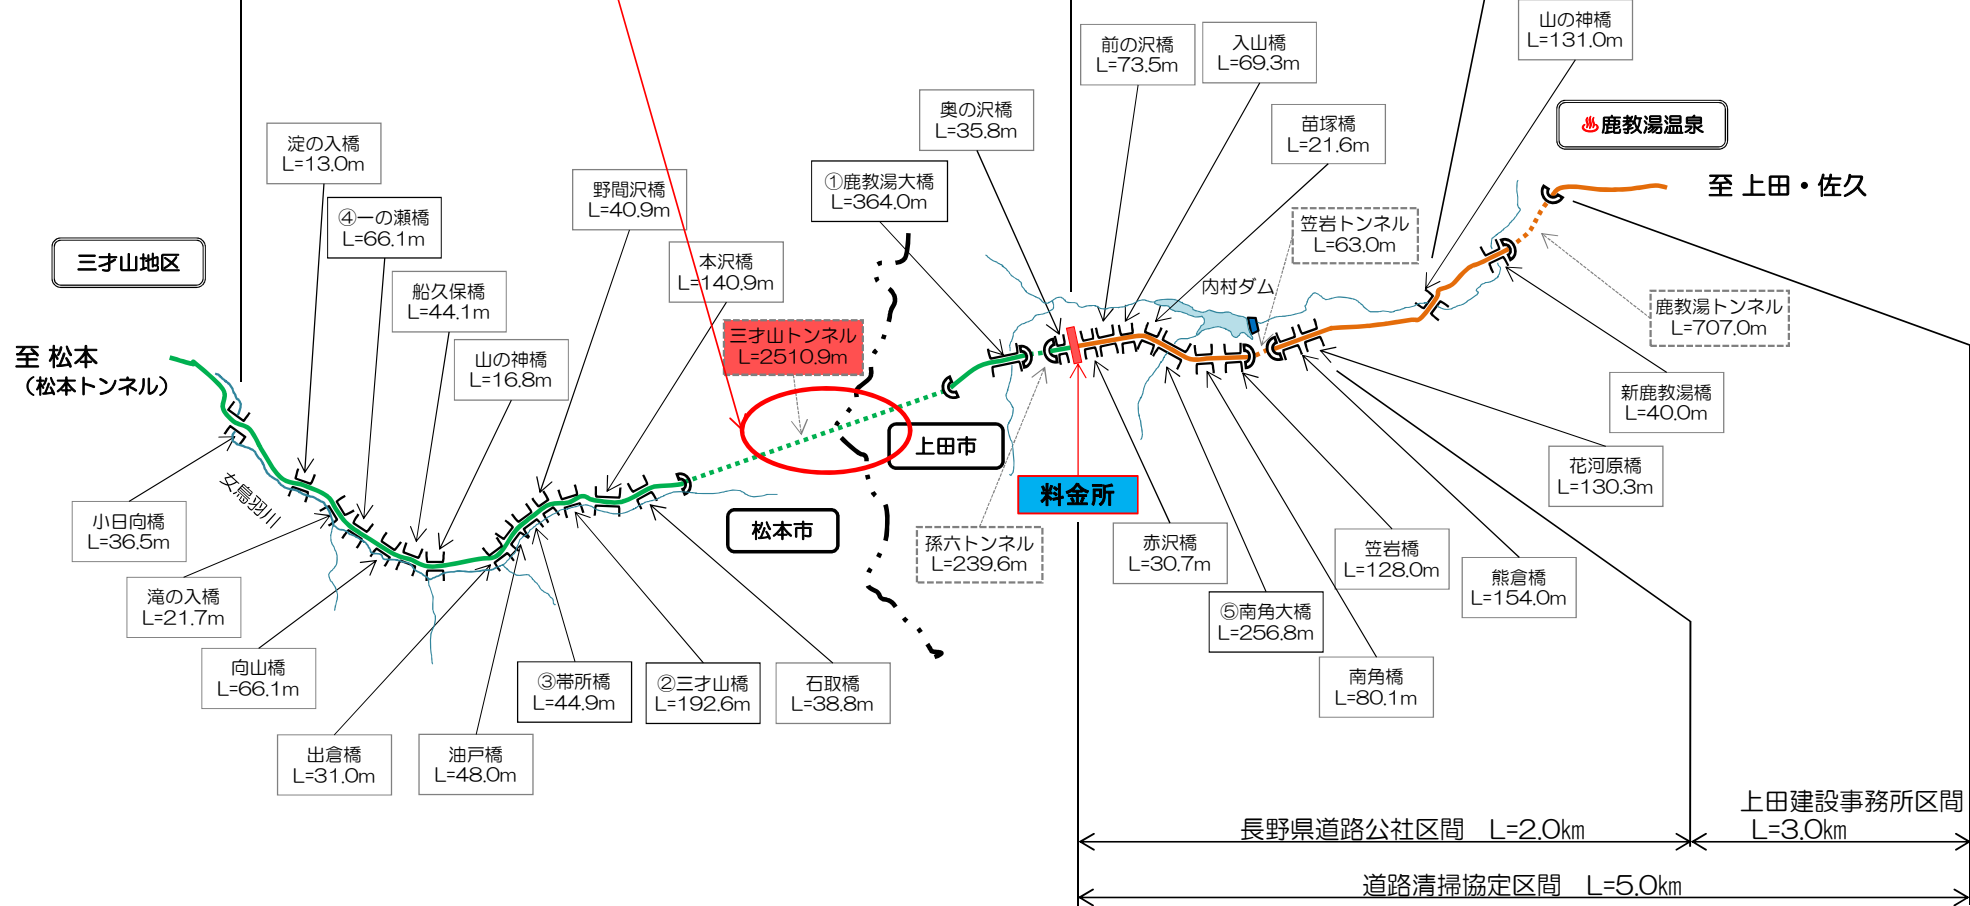 山の神橋
L=131.0m
前の沢橋
L=73.5m
入山橋
L=69.3m
奥の沢橋
L=35.8m
苗塚橋
L=21.6m
♨鹿教湯温泉
淀の入橋
L=13.0m
①鹿教湯大橋
L=364.0m
野間沢橋
L=40.9m
至 上田・佐久
④一の瀬橋
L=66.1m
笠岩トンネル
L=63.0m
三才山地区
本沢橋
L=140.9m
船久保橋
L=44.1m
内村ダム
鹿教湯トンネル
L=707.0m
三才山トンネル
L=2510.9m
至 松本
（松本トンネル）
山の神橋
L=16.8m
新鹿教湯橋
L=40.0m
上田市
花河原橋
L=130.3m
料金所
女鳥羽川
小日向橋
L=36.5m
松本市
孫六トンネル
L=239.6m
赤沢橋
L=30.7m
笠岩橋
L=128.0m
熊倉橋
L=154.0m
滝の入橋
L=21.7m
⑤南角大橋
L=256.8m
向山橋
L=66.1m
③帯所橋
L=44.9m
②三才山橋
L=192.6m
石取橋
L=38.8m
南角橋
L=80.1m
出倉橋
L=31.0m
油戸橋
L=48.0m
上田建設事務所区間
L=3.0km
長野県道路公社区間 L=2.0km
道路清掃協定区間 L=5.0km